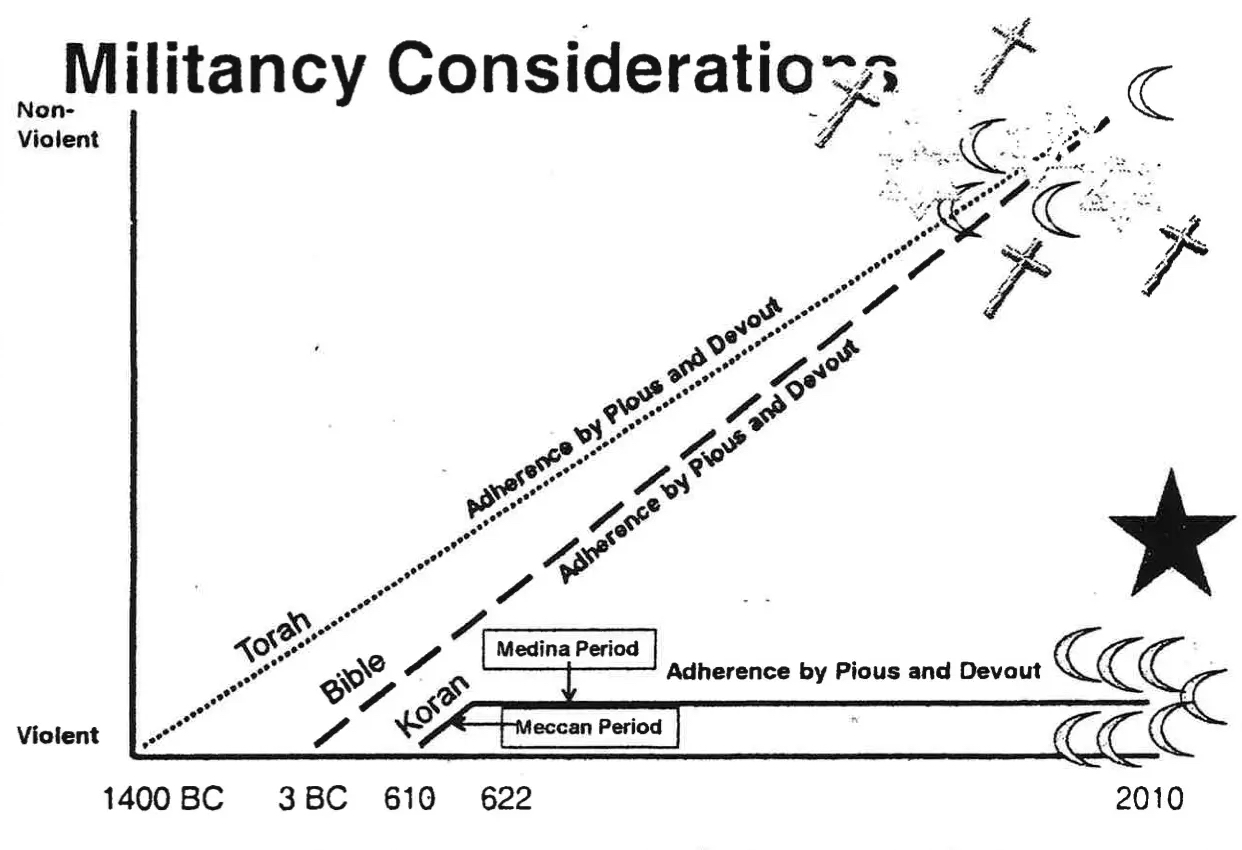 Militancy Considerations
Non-
Violent
Adherence by Pious and Devout
Adherence by Pious and Devout
Torah
Bible
Koran
Medina Period
Adherence by Pious and Devout
Meccan Period
Violent
1400 BC 3 BC 610 622 2010